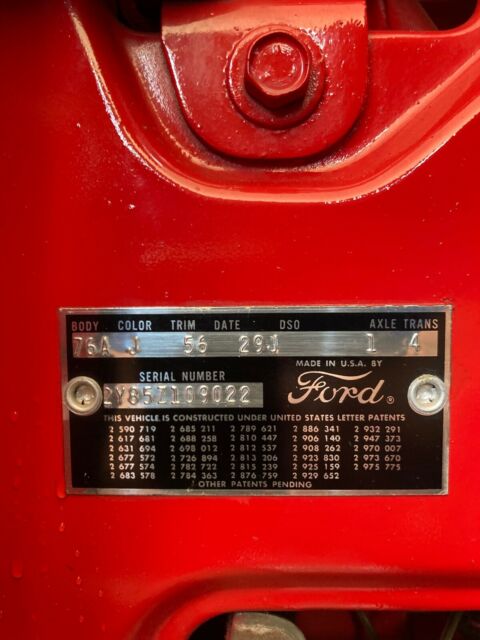 BODY COLOR TRIM DATE DSO AXLE TRANS
76A J 56 29J 1 4
MADE IN U.S.A. BY
SERIAL NUMBER
Ford®
2Y85Z109022
THIS VEHICLE IS CONSTRUCTED UNDER UNITED STATES LETTER PATENTS
2 590 719 2 685 211 2 789 621 2 886 341 2 932 291
2 617 681 2 688 258 2 810 447 2 906 140 2 947 373
2 631 694 2 698 012 2 812 537 2 908 262 2 970 007
2 677 572 2 726 894 2 813 206 2 923 830 2 973 670
2 677 574 2 782 722 2 815 239 2 925 159 2 975 775
2 683 578 2 784 363 2 876 759 2 929 652
OTHER PATENTS PENDING